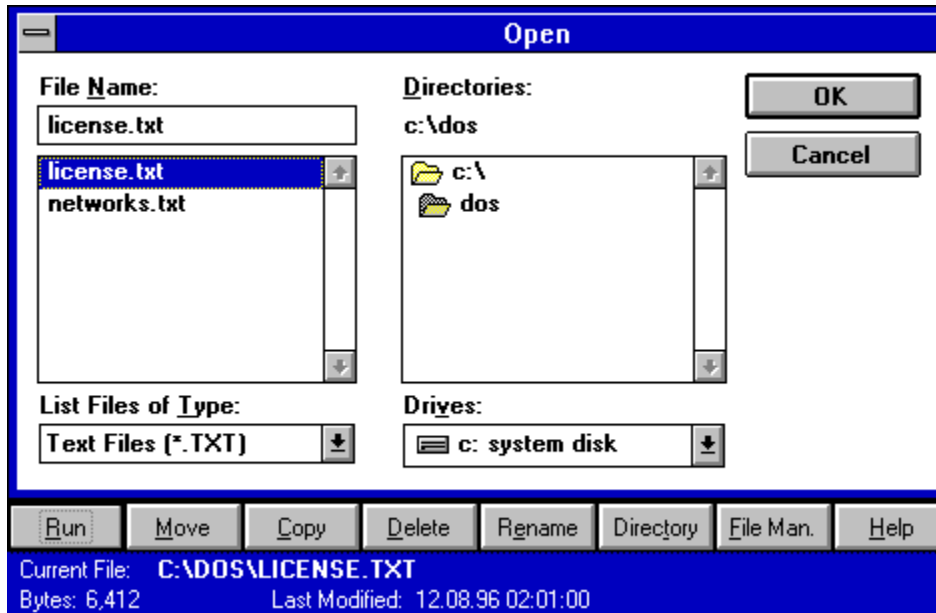 Open
File Name:
license.txt
license.txt
networks.txt
List Files of Type:
Text Files (*.TXT)
Directories:
c:\dos
c:\
dos
Drives:
c: system disk
OK
Cancel
Run Move Copy Delete Rename Directory File Man. Help
Current File: C:\DOS\LICENSE.TXT
Bytes: 6,412 Last Modified: 12.08.96 02:01:00